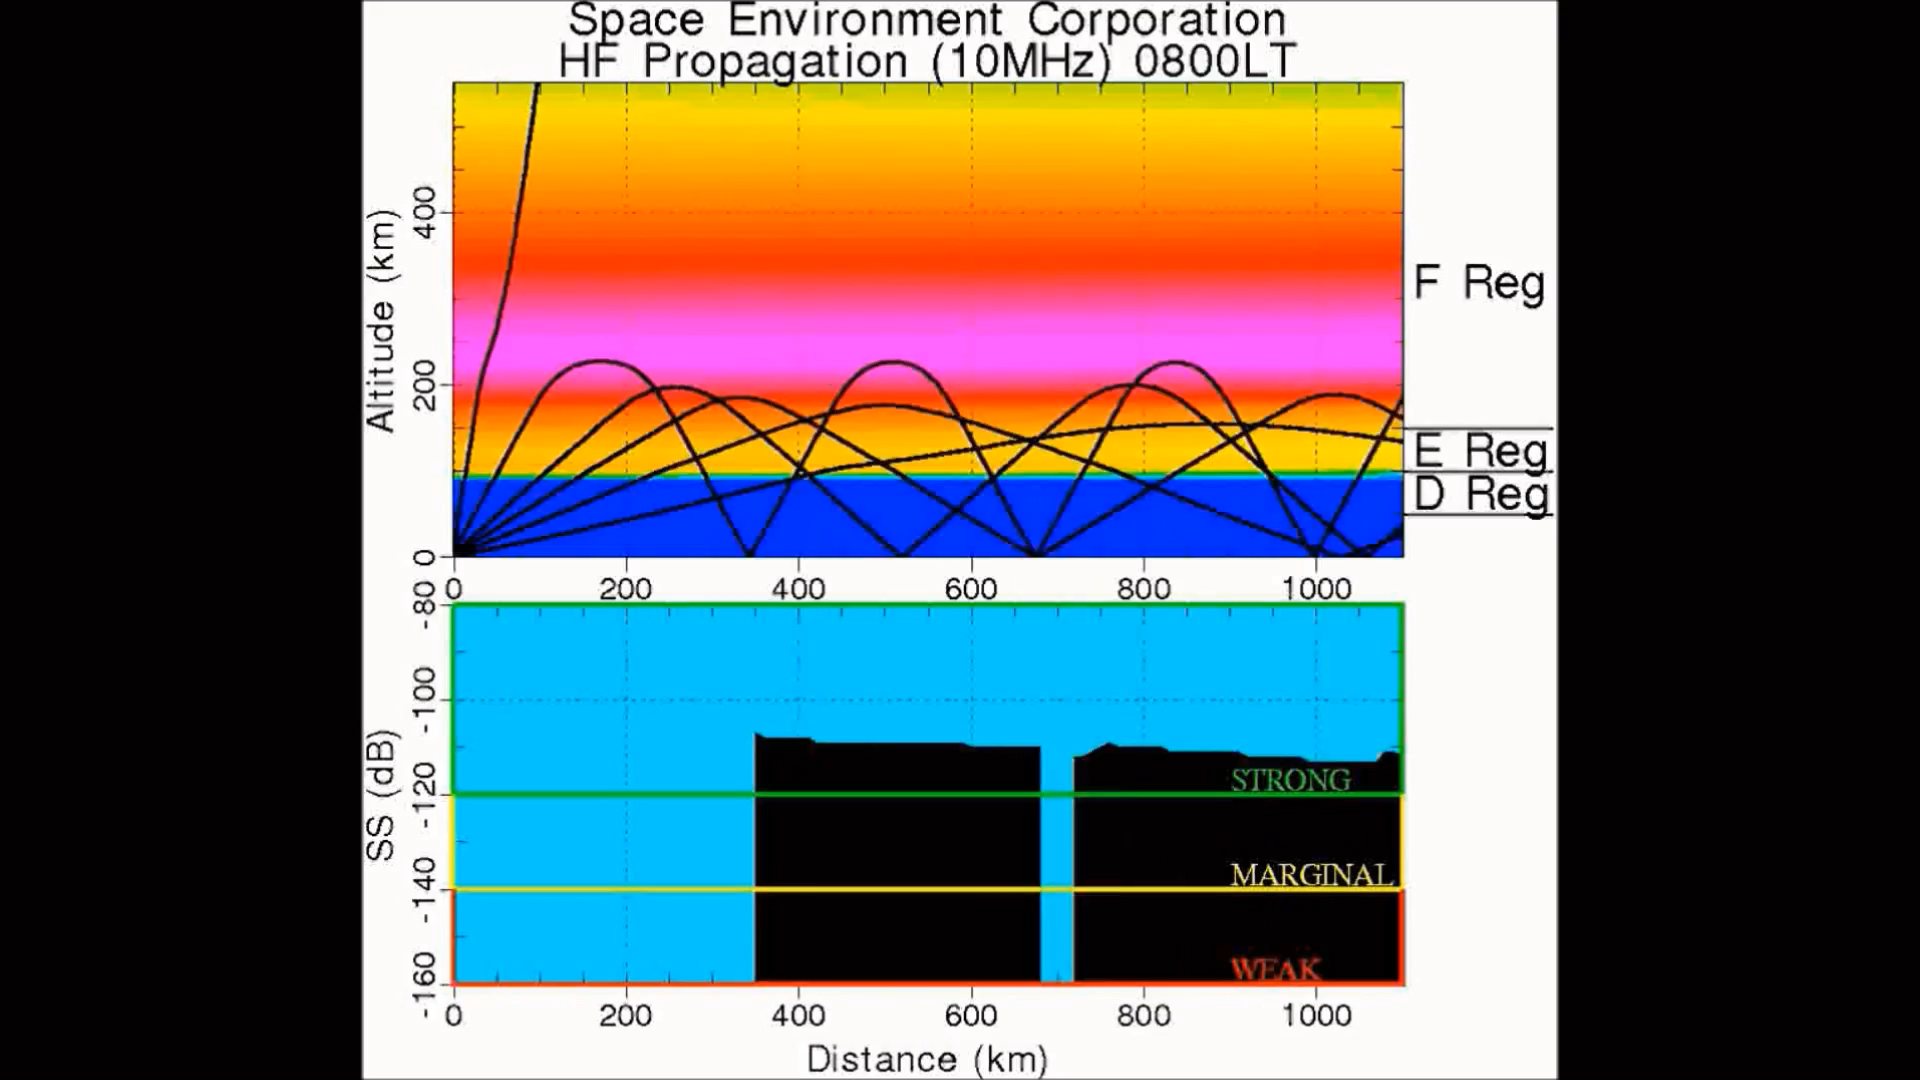 Space Environment Corporation
HF Propagation (10MHz) 0800LT
Altitude (km)
400
200
0
F Reg
E Reg
D Reg
0 200 400 600 800 1000
SS (dB)
-80
-100
-120
-140
-160
STRONG
MARGINAL
WEAK
0 200 400 600 800 1000
Distance (km)